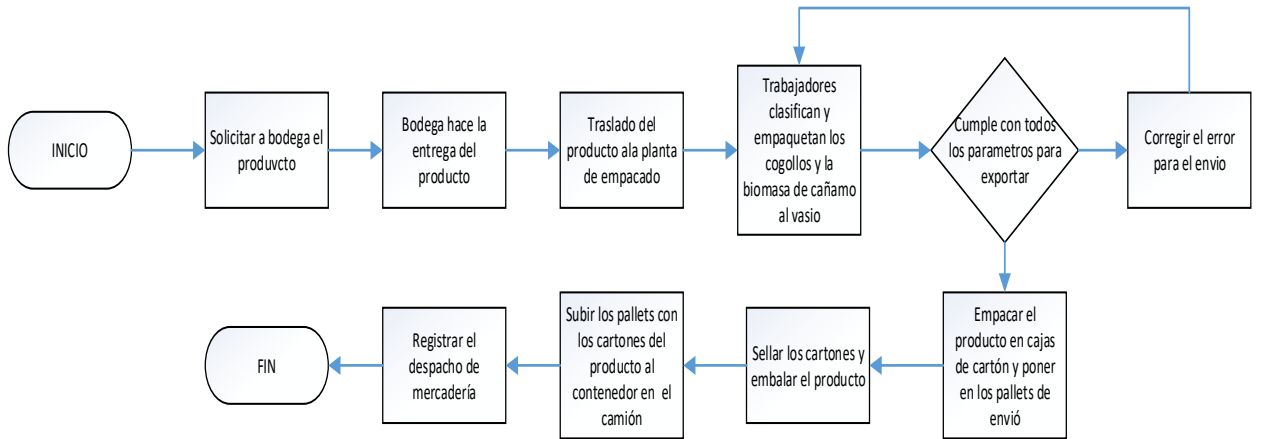 INICIO
Solicitar a bodega el
produvcto
Bodega hace la
entrega del
producto
Traslado del
producto ala planta
de empacado
Trabajadores
clasifican y
empaquetan los
cogollos y la
biomasa de cañamo
al vasio
Cumple con todos
los parametros para
exportar
Corregir el error
para el envio
Empacar el
producto en cajas
de cartón y poner
en los pallets de
envió
Sellar los cartones y
embalar el producto
Subir los pallets con
los cartones del
producto al
contenedor en el
camión
Registrar el
despacho de
mercadería
FIN